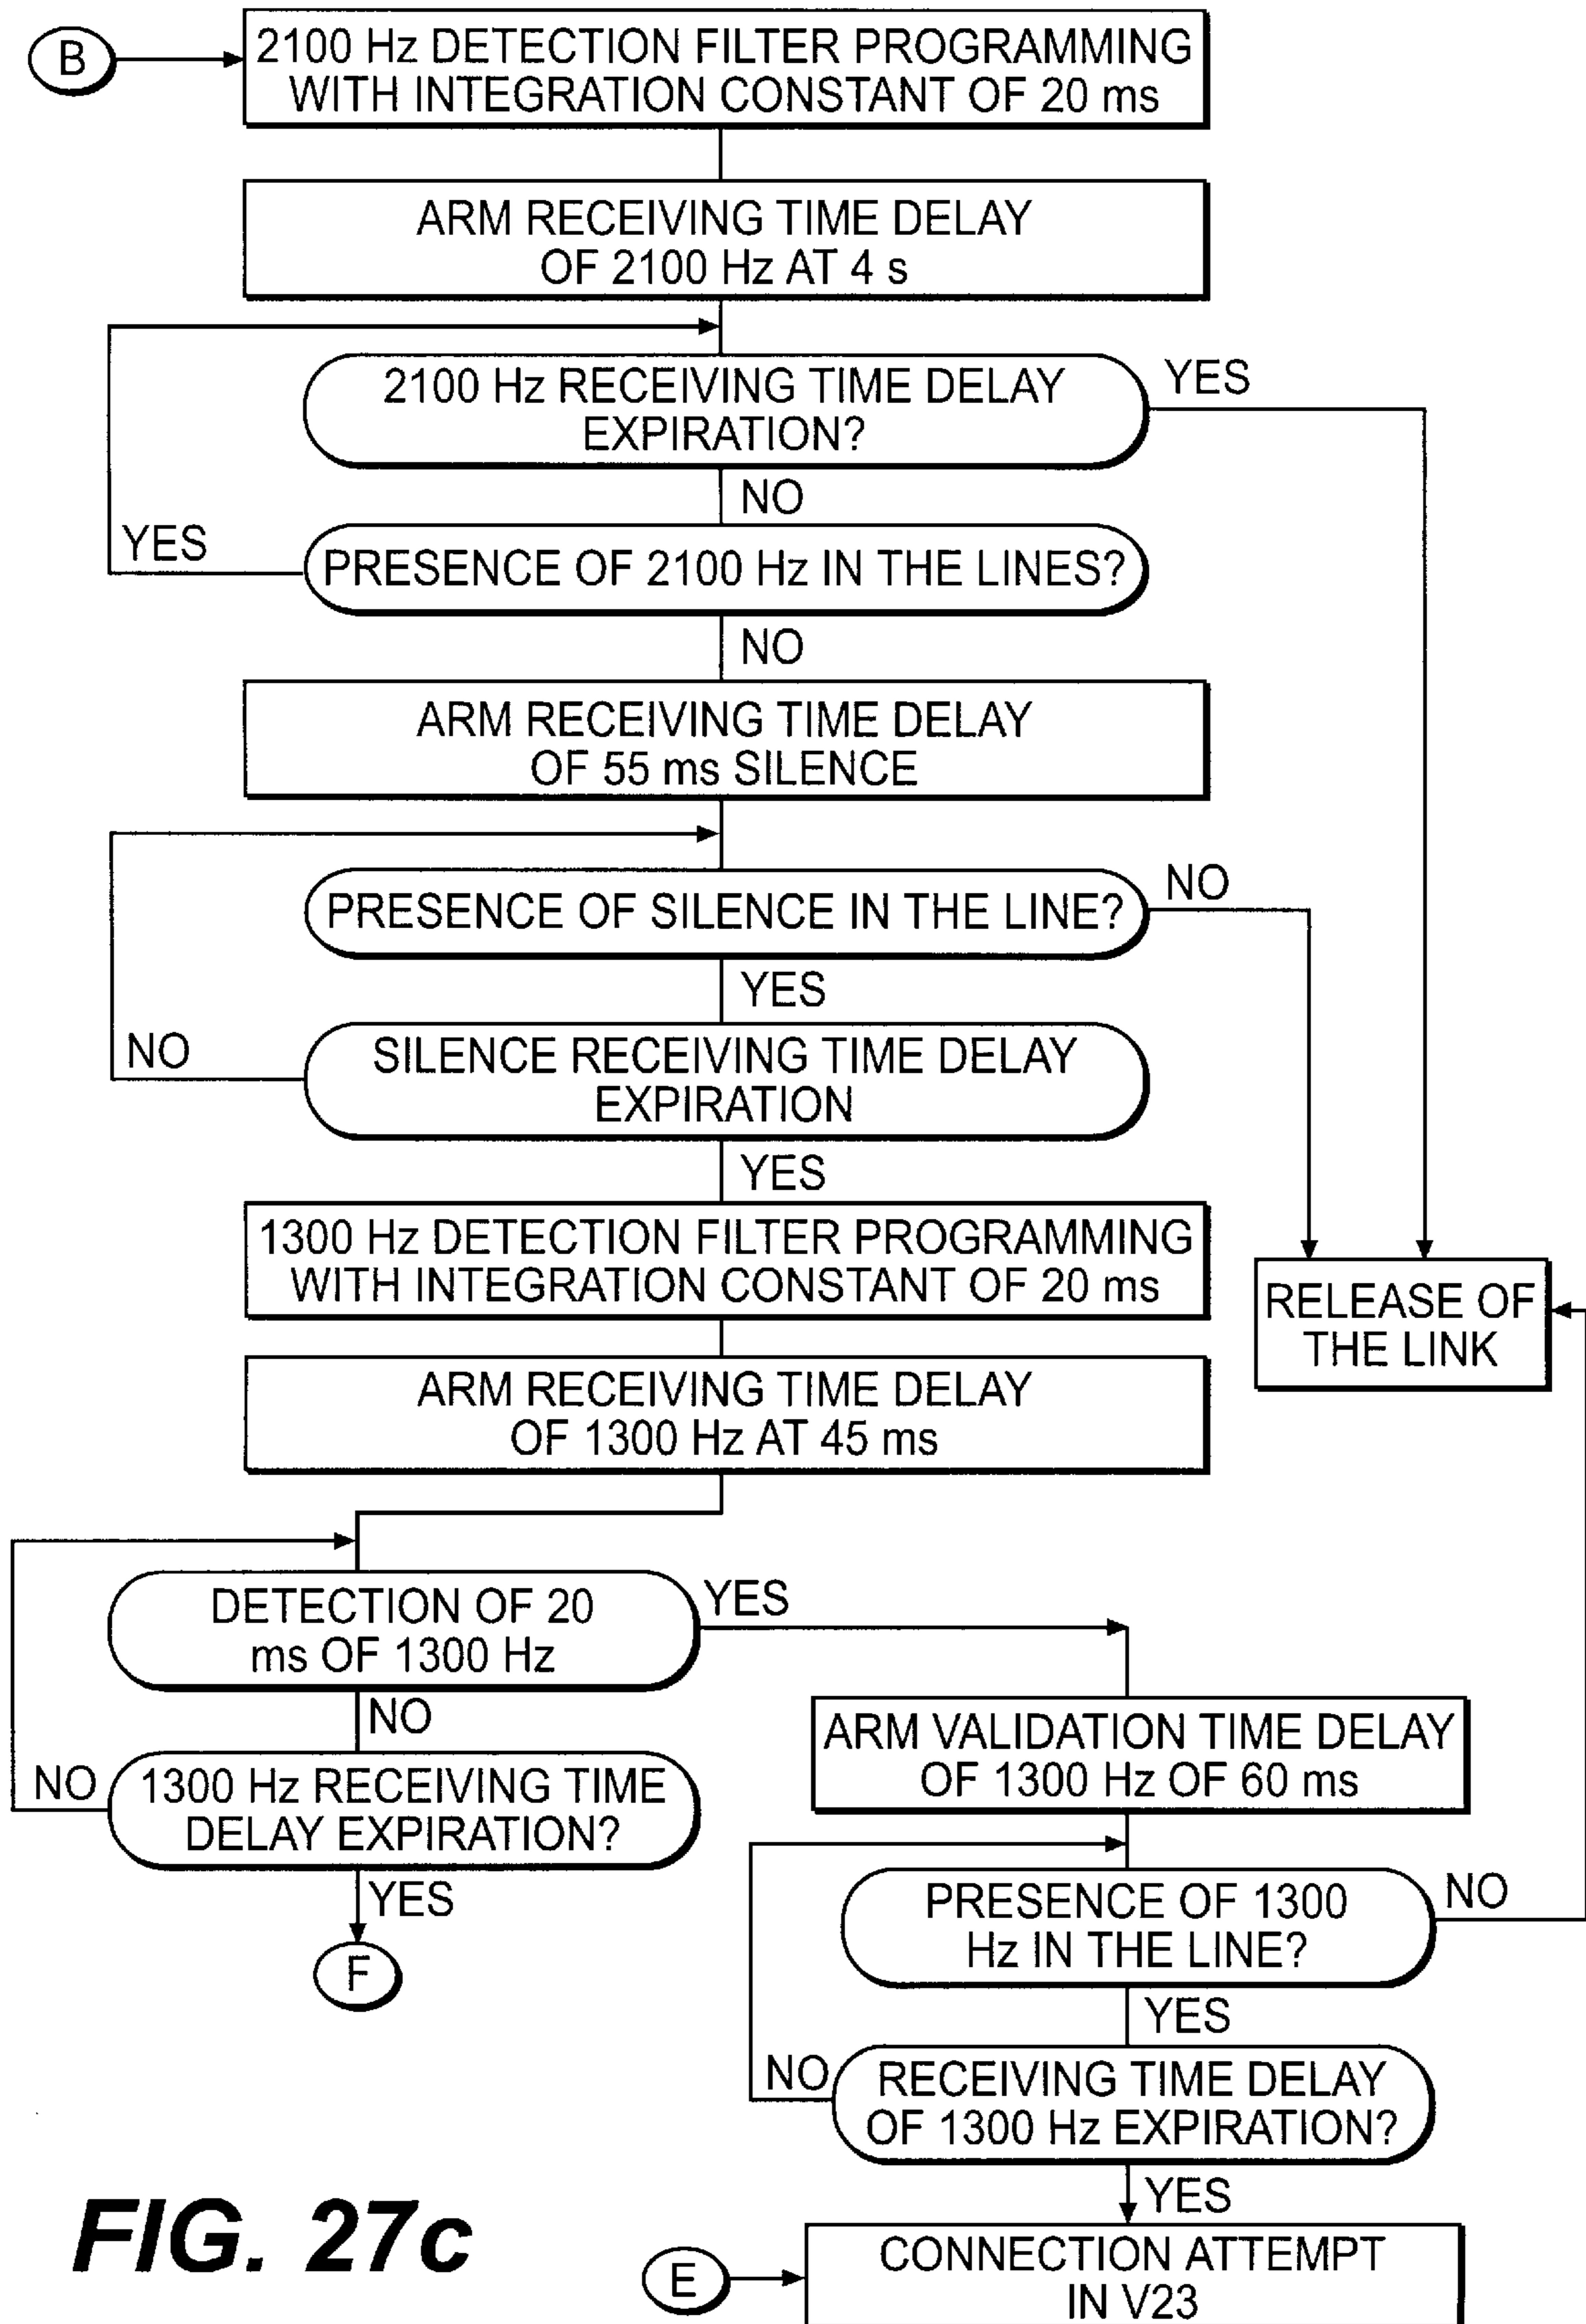 B
2100 Hz DETECTION FILTER PROGRAMMING
WITH INTEGRATION CONSTANT OF 20 ms
ARM RECEIVING TIME DELAY
OF 2100 Hz AT 4 s
2100 Hz RECEIVING TIME DELAY
EXPIRATION?
YES
NO
YES
PRESENCE OF 2100 Hz IN THE LINES?
NO
ARM RECEIVING TIME DELAY
OF 55 ms SILENCE
PRESENCE OF SILENCE IN THE LINE?
NO
YES
NO
SILENCE RECEIVING TIME DELAY
EXPIRATION
YES
1300 Hz DETECTION FILTER PROGRAMMING
WITH INTEGRATION CONSTANT OF 20 ms
RELEASE OF
THE LINK
ARM RECEIVING TIME DELAY
OF 1300 Hz AT 45 ms
DETECTION OF 20
ms OF 1300 Hz
YES
NO
ARM VALIDATION TIME DELAY
OF 1300 Hz OF 60 ms
NO
1300 Hz RECEIVING TIME
DELAY EXPIRATION?
YES
F
PRESENCE OF 1300
Hz IN THE LINE?
NO
YES
NO
RECEIVING TIME DELAY
OF 1300 Hz EXPIRATION?
YES
E
CONNECTION ATTEMPT
IN V23
FIG. 27c